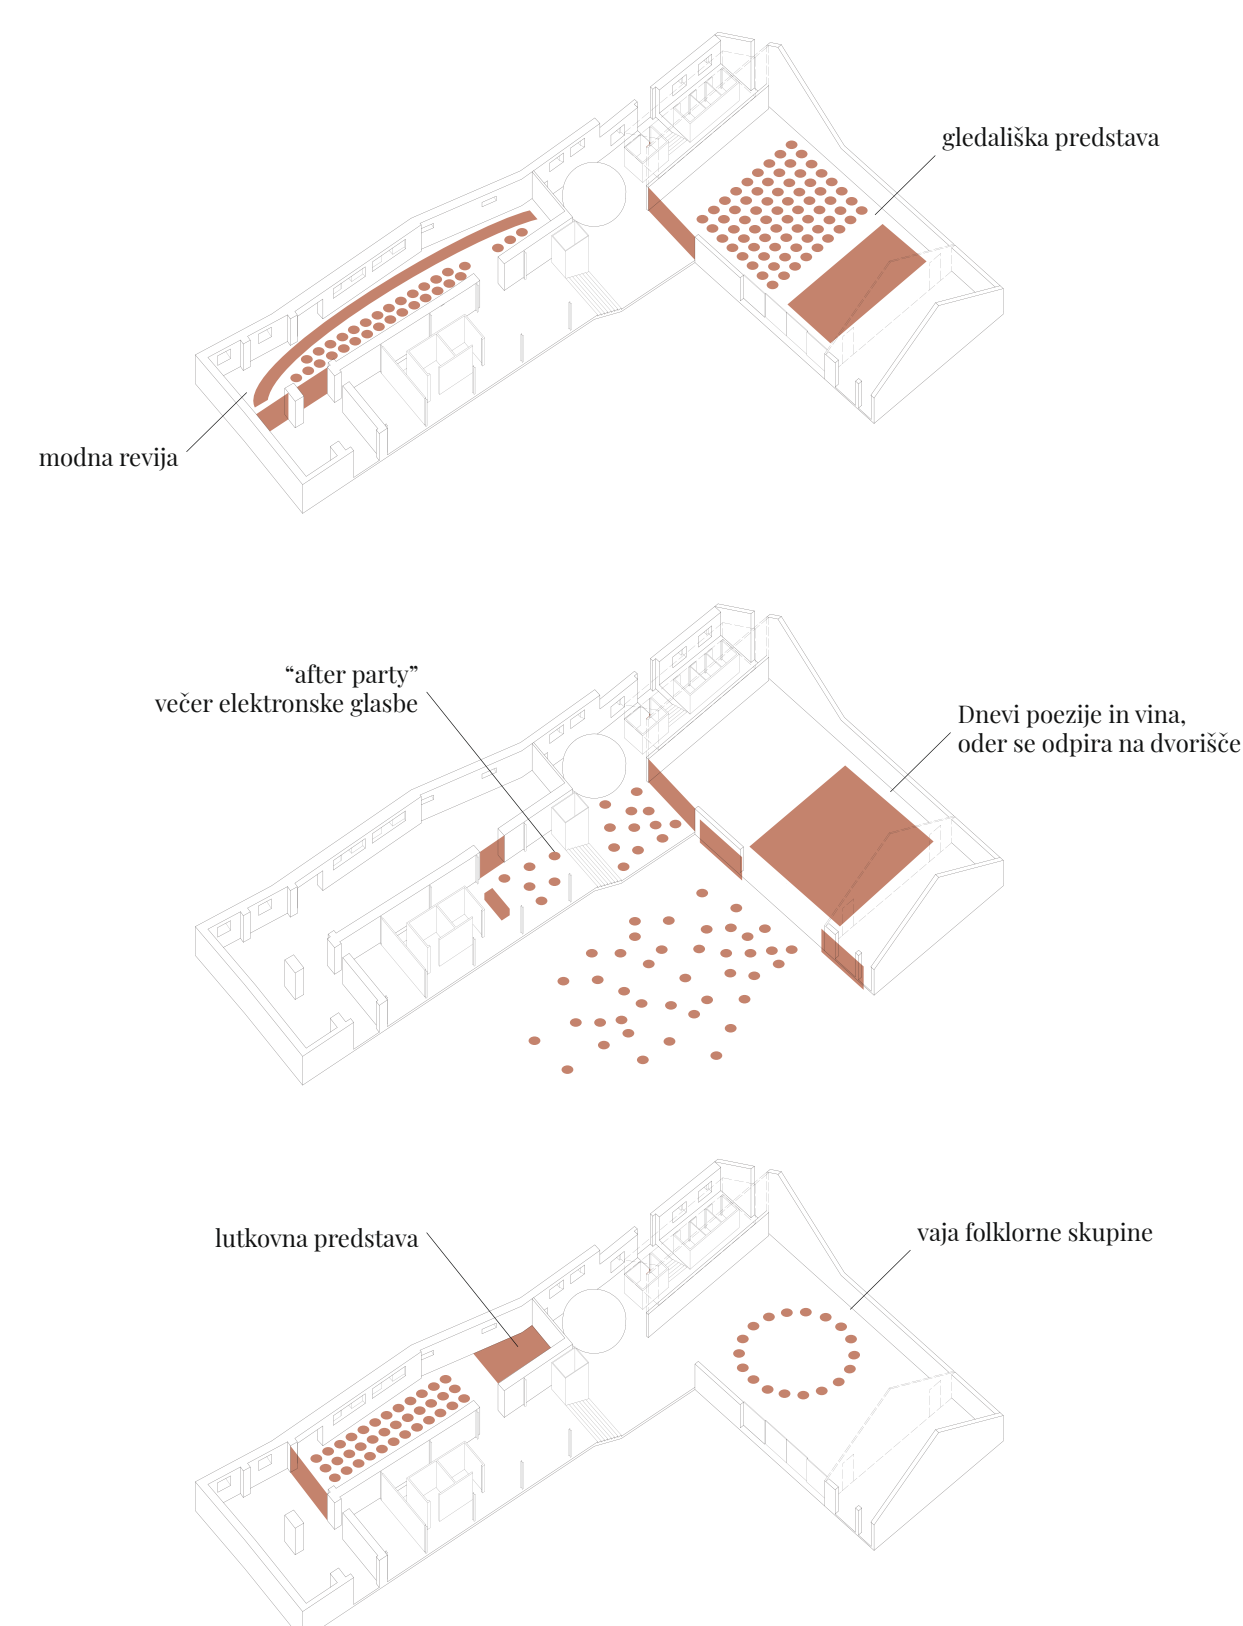 gledališka predstava
modna revija
“after party”
večer elektronske glasbe
Dnevi poezije in vina,
oder se odpira na dvorišče
lutkovna predstava
vaja folklorne skupine